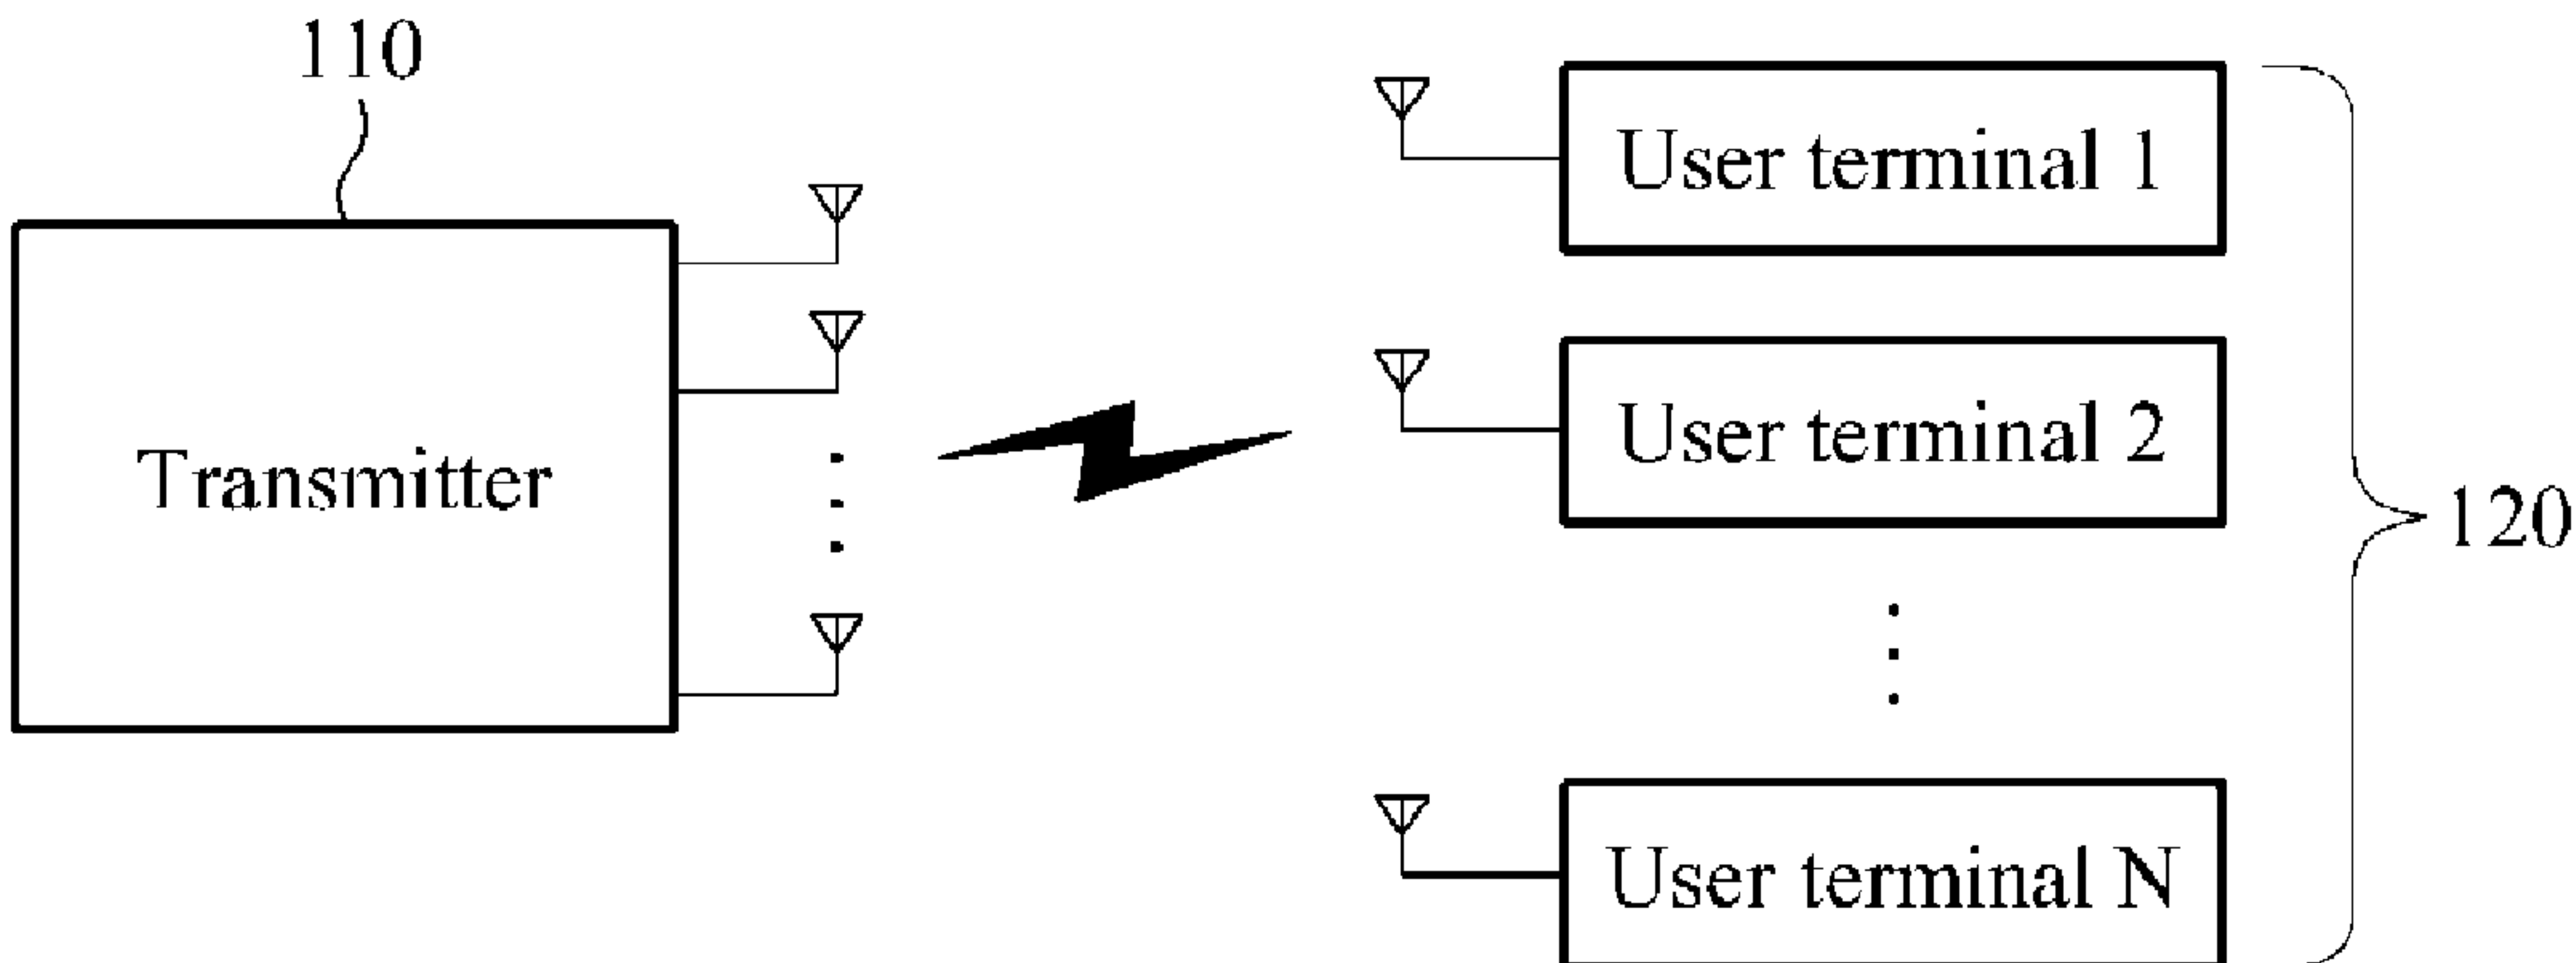 110
Transmitter
User terminal 1
User terminal 2
User terminal N
120